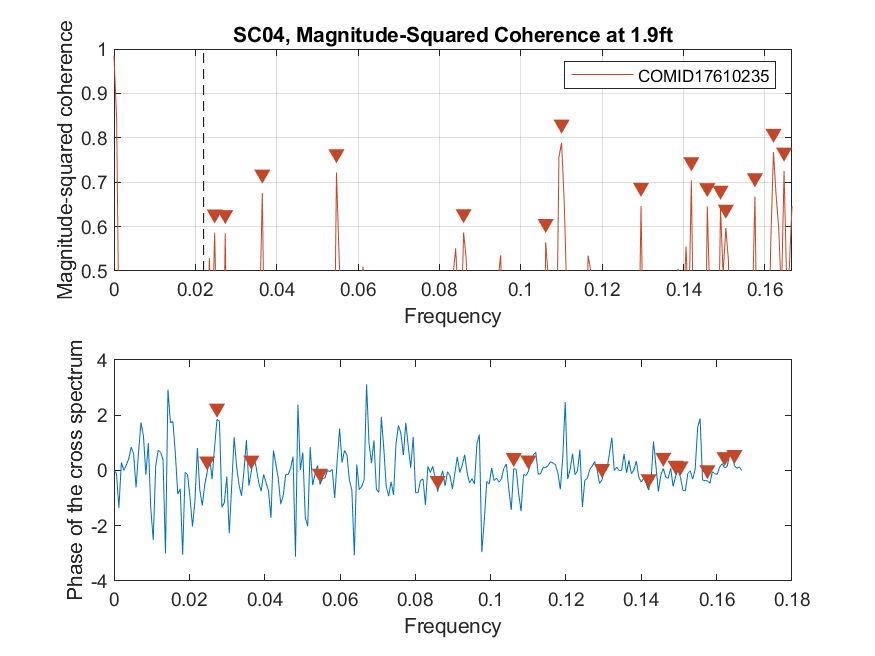 SC04, Magnitude-Squared Coherence at 1.9ft
Magnitude-squared coherence
1
0.9
0.8
0.7
0.6
0.5
COMID17610235
0 0.02 0.04 0.06 0.08 0.1 0.12 0.14 0.16
Frequency
Phase of the cross spectrum
4
2
0
-2
-4
0 0.02 0.04 0.06 0.08 0.1 0.12 0.14 0.16 0.18
Frequency